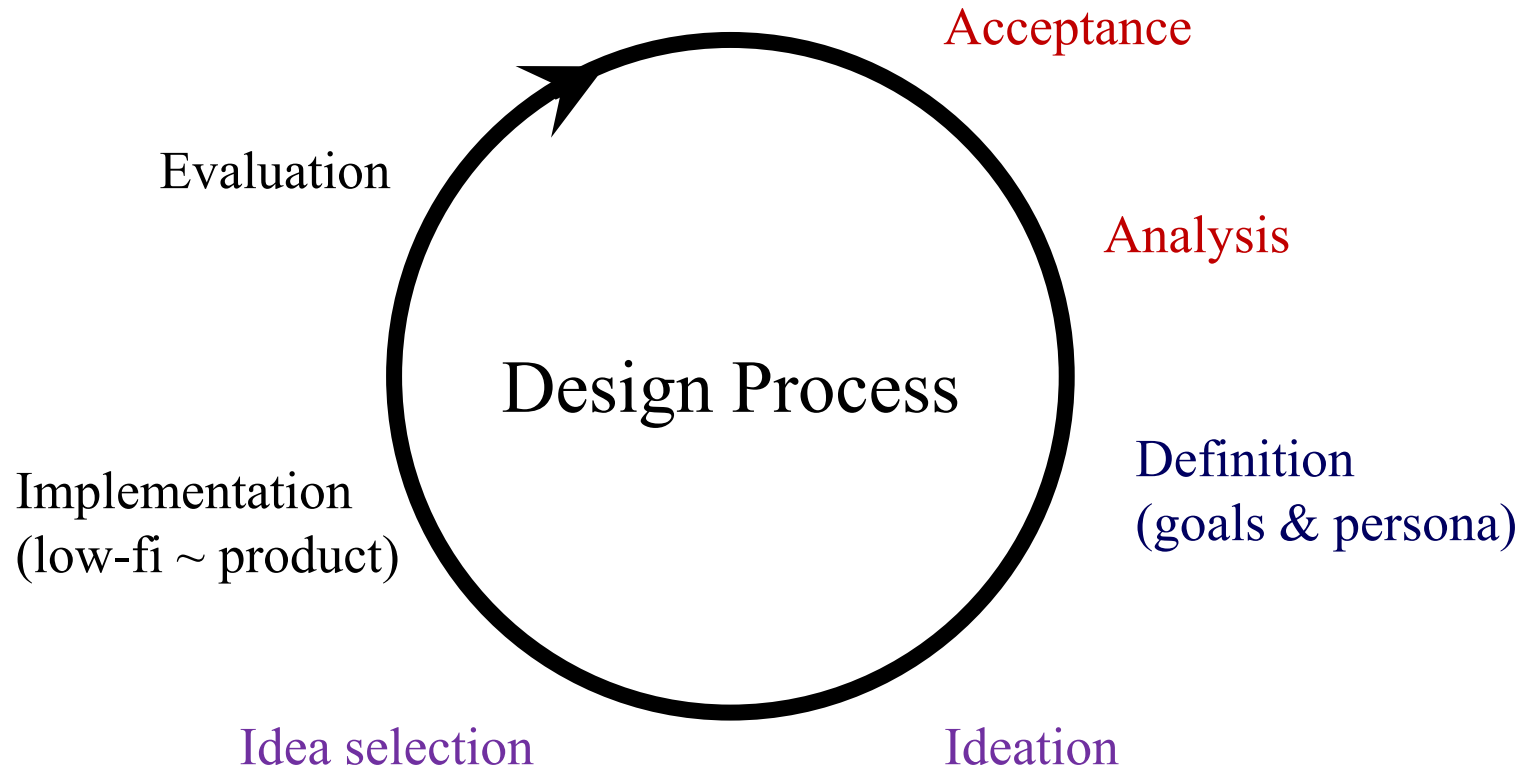 Acceptance
Evaluation
Analysis
Design Process
Definition
(goals & persona)
Implementation
(low-fi ~ product)
Idea selection
Ideation